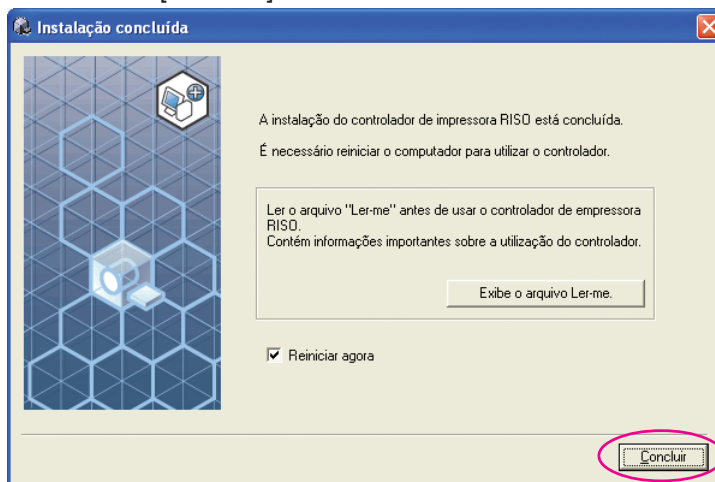 Instalação concluída
A instalação do controlador de impressora RISO está concluída.
É necessário reiniciar o computador para utilizar o controlador.
Ler o arquivo "Ler-me" antes de usar o controlador de empressora
RISO.
Contém informações importantes sobre a utilização do controlador.
Exibe o arquivo Ler-me.
Reiniciar agora
Concluir